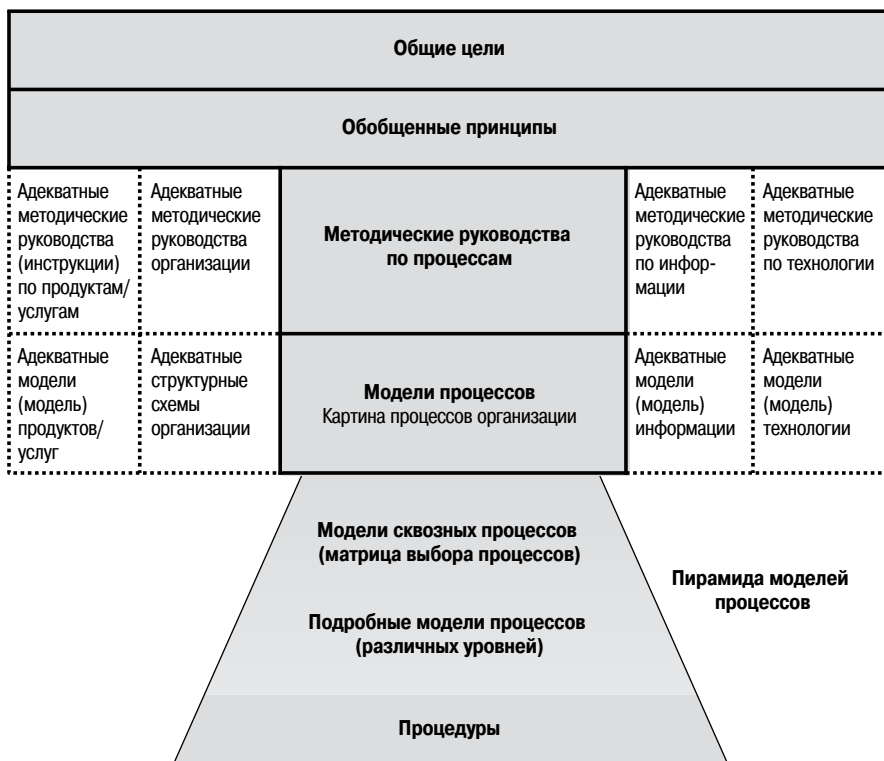 Общие цели
Обобщенные принципы
Адекватные
методические
руководства
(инструкции)
по продуктам/
услугам
Адекватные
методические
руководства
организации
Методические руководства
по процессам
Адекватные
методические
руководства
по инфор-
мации
Адекватные
методические
руководства
по технологии
Адекватные
модели
(модель)
продуктов/
услуг
Адекватные
структурные
схемы
организации
Модели процессов
Картина процессов организации
Адекватные
модели
(модель)
информации
Адекватные
модели
(модель)
технологии
Модели сквозных процессов
(матрица выбора процессов)
Пирамида моделей
процессов
Подробные модели процессов
(различных уровней)
Процедуры